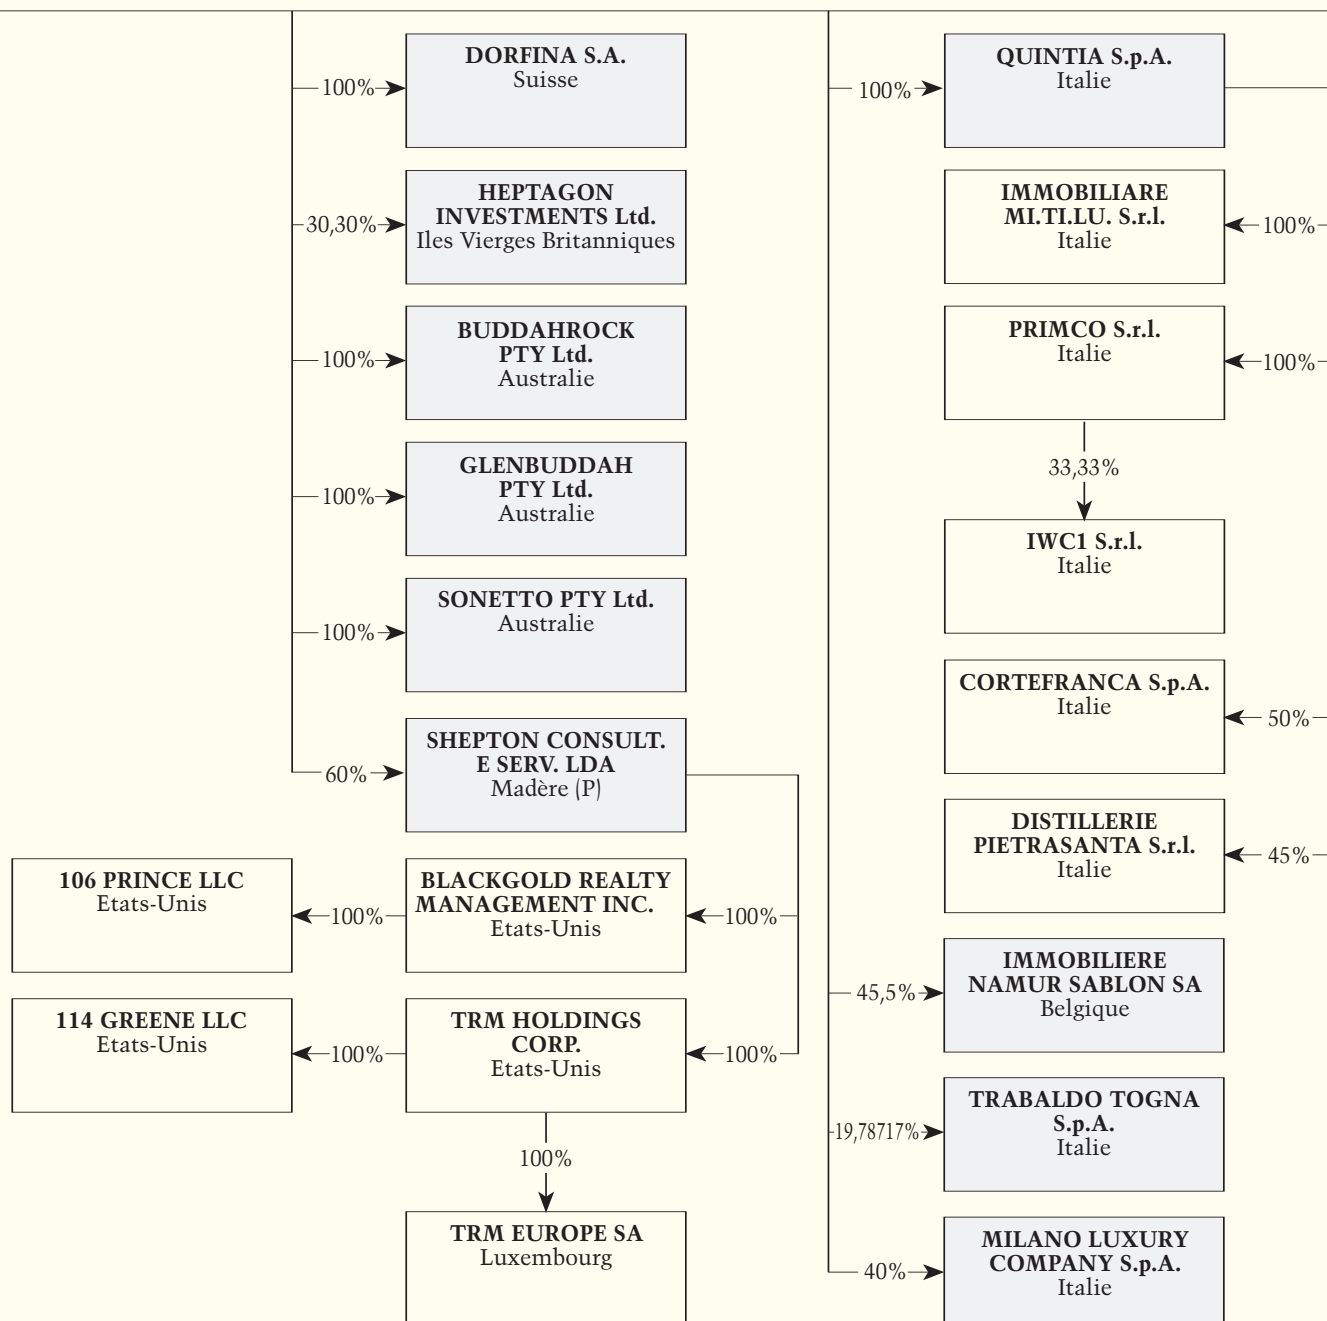 DORFINA S.A.
Suisse
100%
HEPTAGON
INVESTMENTS Ltd.
Iles Vierges Britanniques
30,30%
BUDDAHROCK
PTY Ltd.
Australie
100%
GLENBUDDAH
PTY Ltd.
Australie
100%
SONETTO PTY Ltd.
Australie
100%
SHEPTON CONSULT.
E SERV. LDA
Madère (P)
60%
106 PRINCE LLC
Etats-Unis
100%
BLACKGOLD REALTY
MANAGEMENT INC.
Etats-Unis
100%
114 GREENE LLC
Etats-Unis
100%
TRM HOLDINGS
CORP.
Etats-Unis
100%
100%
TRM EUROPE SA
Luxembourg
QUINTIA S.p.A.
Italie
100%
IMMOBILIARE
MI.TI.LU. S.r.l.
Italie
100%
PRIMCO S.r.l.
Italie
100%
33,33%
IWC1 S.r.l.
Italie
CORTEFRANCA S.p.A.
Italie
50%
DISTILLERIE
PIETRASANTA S.r.l.
Italie
45%
IMMOBILIERE
NAMUR SABLON SA
Belgique
45,5%
TRABALDO TOGNA
S.p.A.
Italie
19,78717%
MILANO LUXURY
COMPANY S.p.A.
Italie
40%